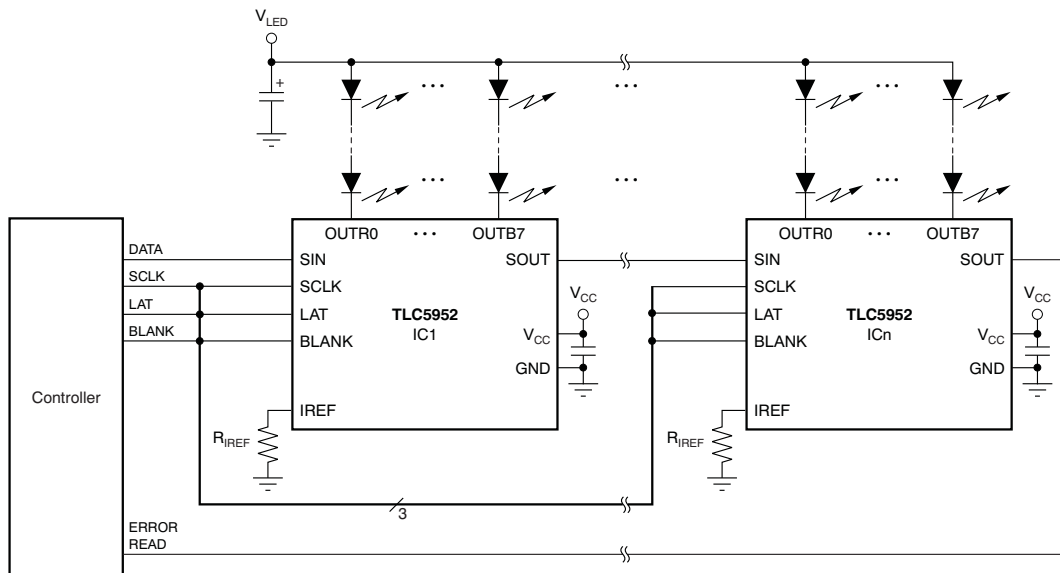 VLED
... ... ... ...
... ... ... ...
OUTR0 ... OUTB7
OUTR0 ... OUTB7
DATA
SIN
SOUT
SIN
SOUT
SCLK
SCLK
SCLK
LAT
LAT
TLC5952
IC1
VCC
VCC
LAT
TLC5952
ICn
VCC
VCC
BLANK
BLANK
BLANK
GND
GND
Controller
IREF
RIREF
IREF
RIREF
3
ERROR
READ